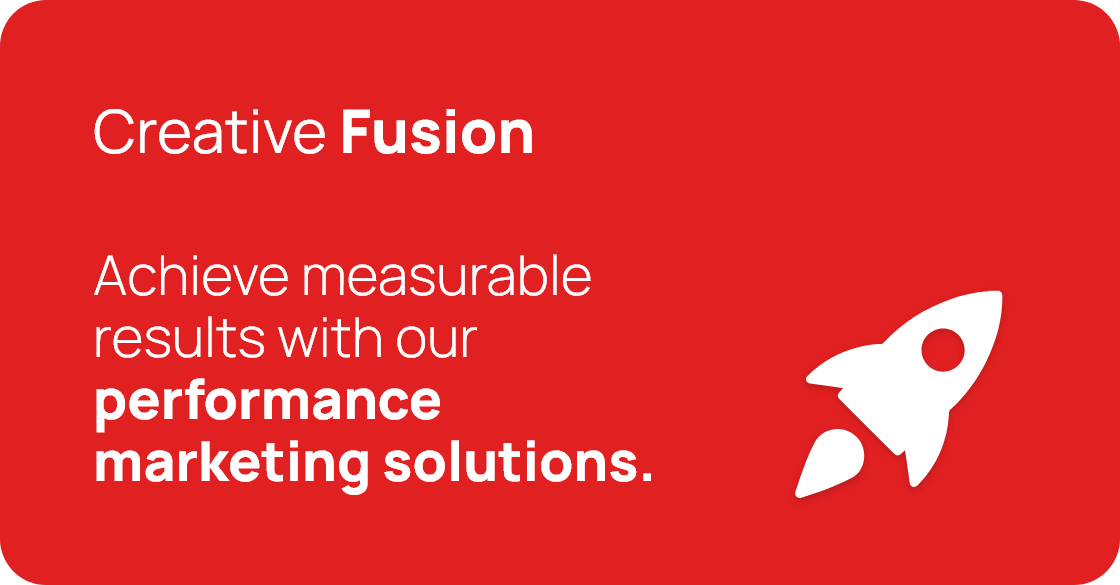 Creative Fusion
Achieve measurable
results with our
performance
marketing solutions.